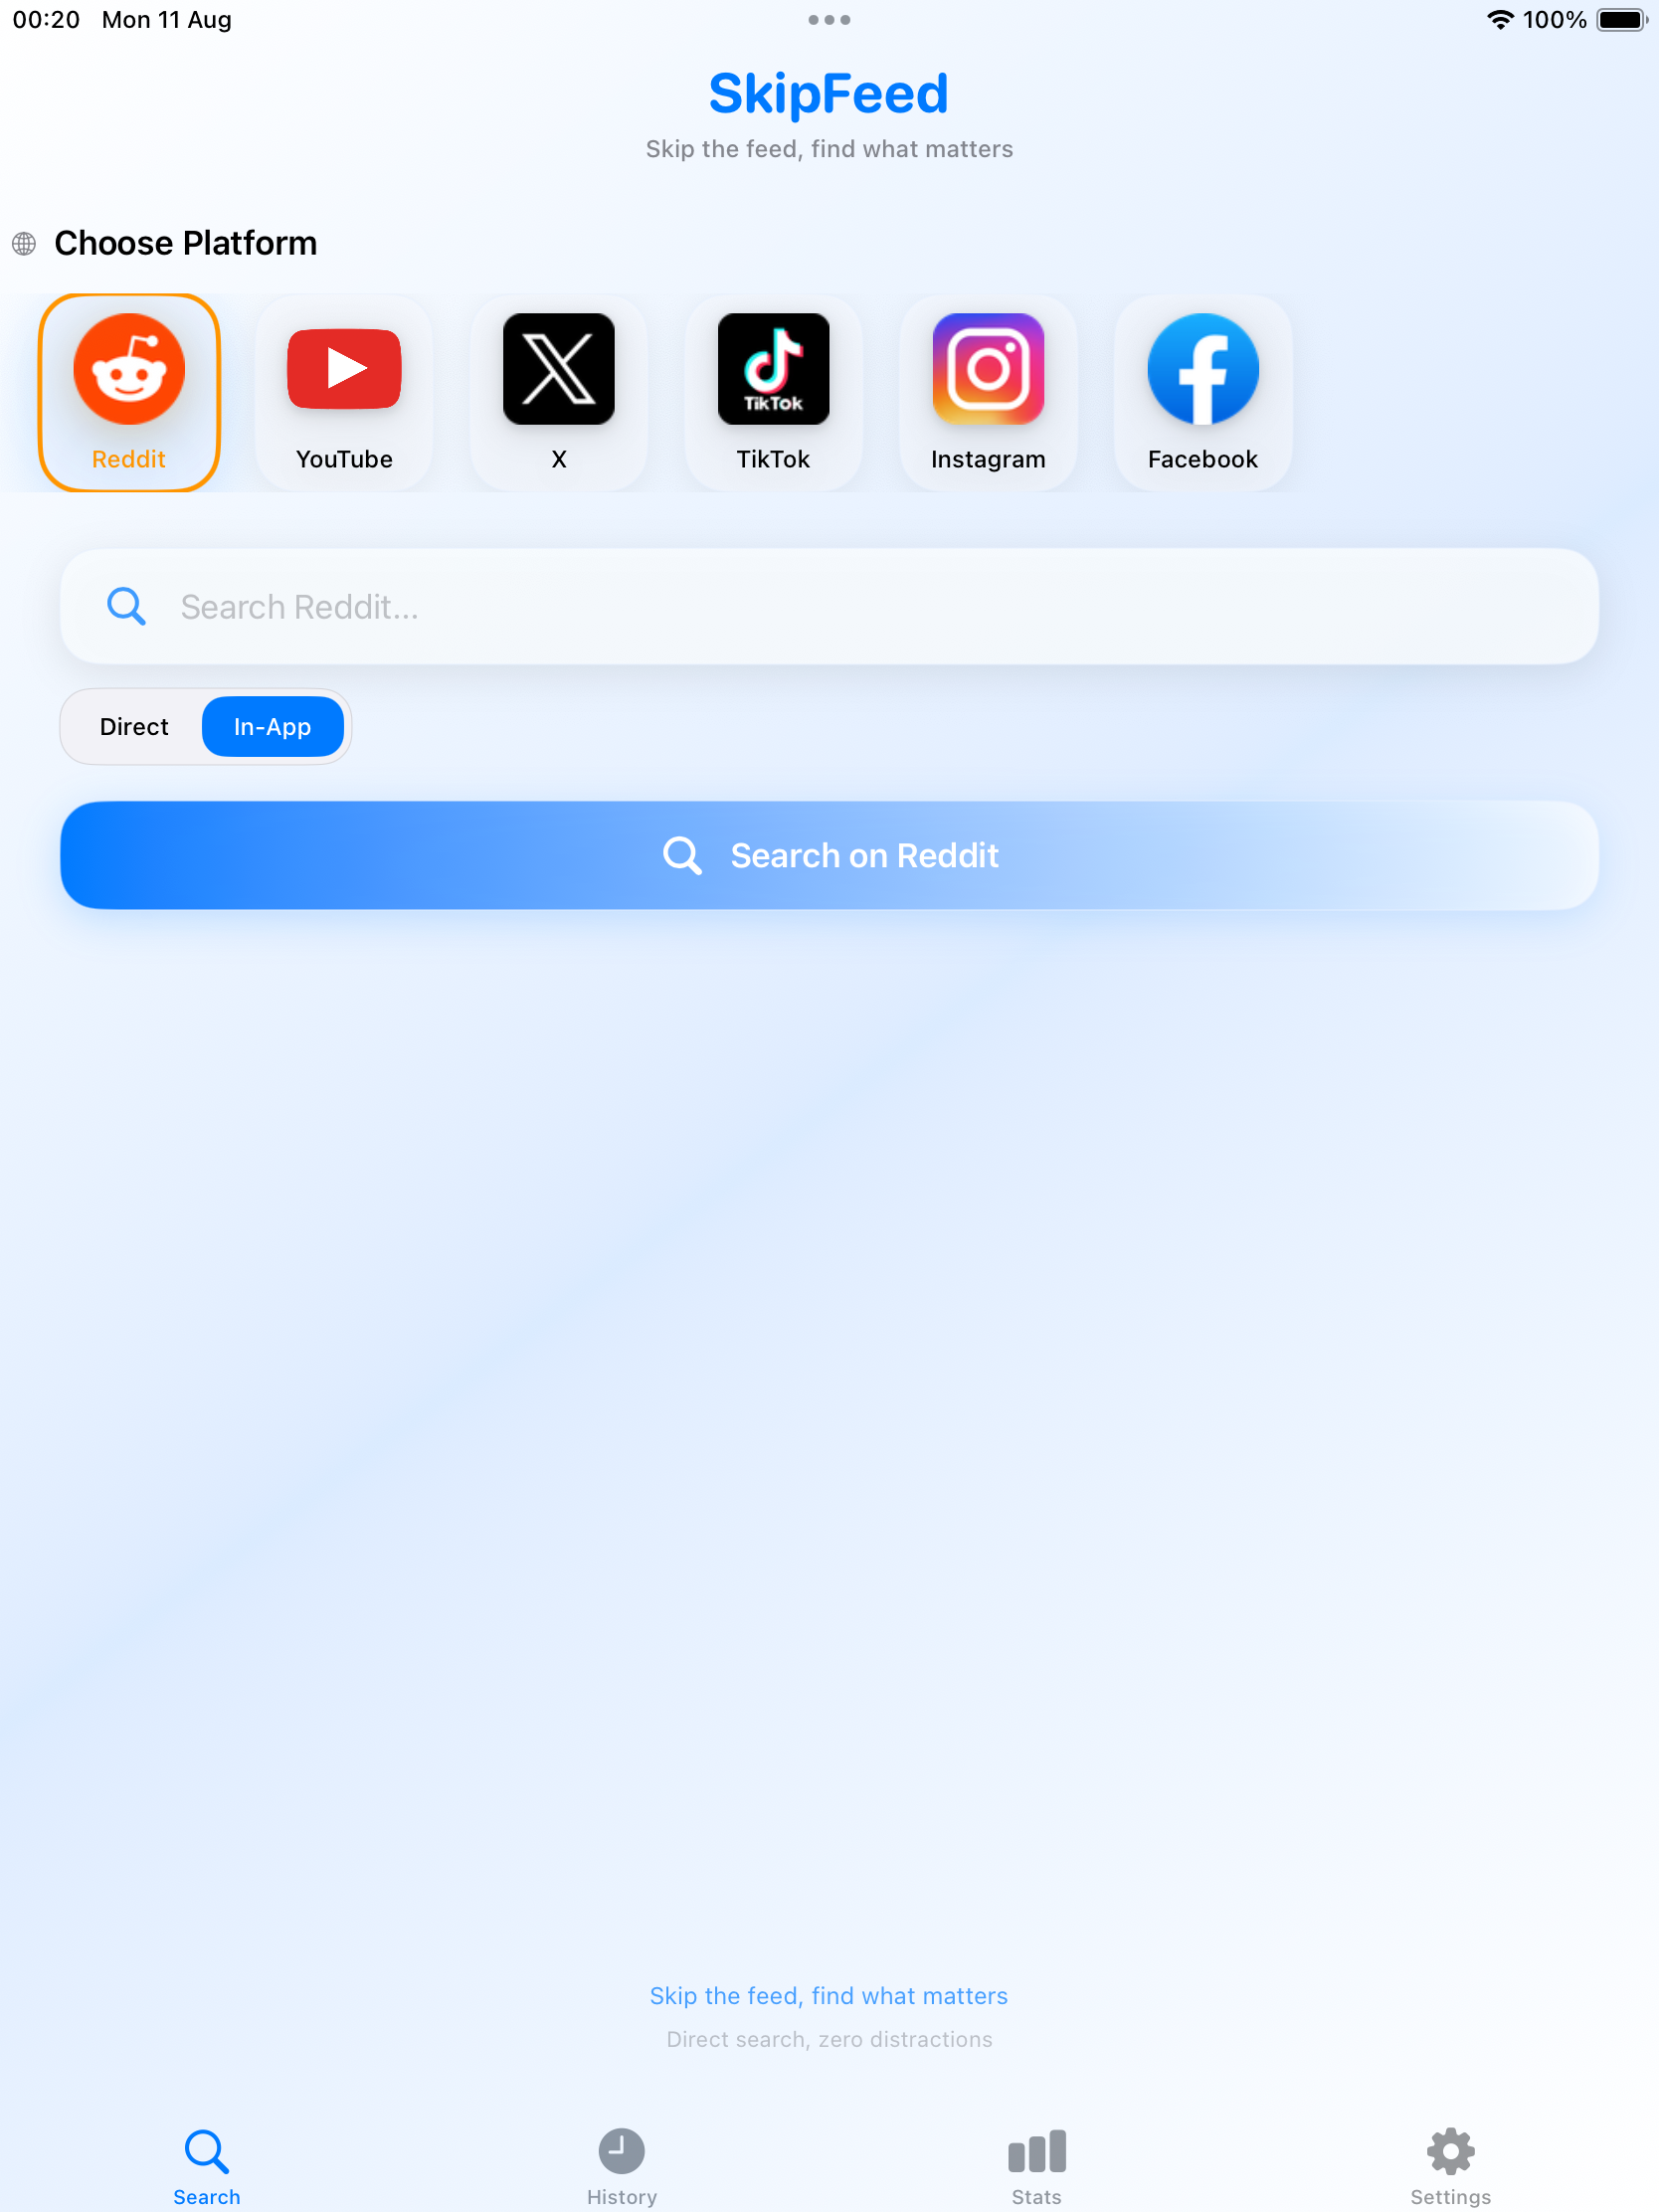 00:20 Mon 11 Aug 100%
SkipFeed
Skip the feed, find what matters
Choose Platform
TikTok
Reddit YouTube X TikTok Instagram Facebook
Search Reddit...
Direct In-App
Search on Reddit
Skip the feed, find what matters
Direct search, zero distractions
Search History Stats Settings